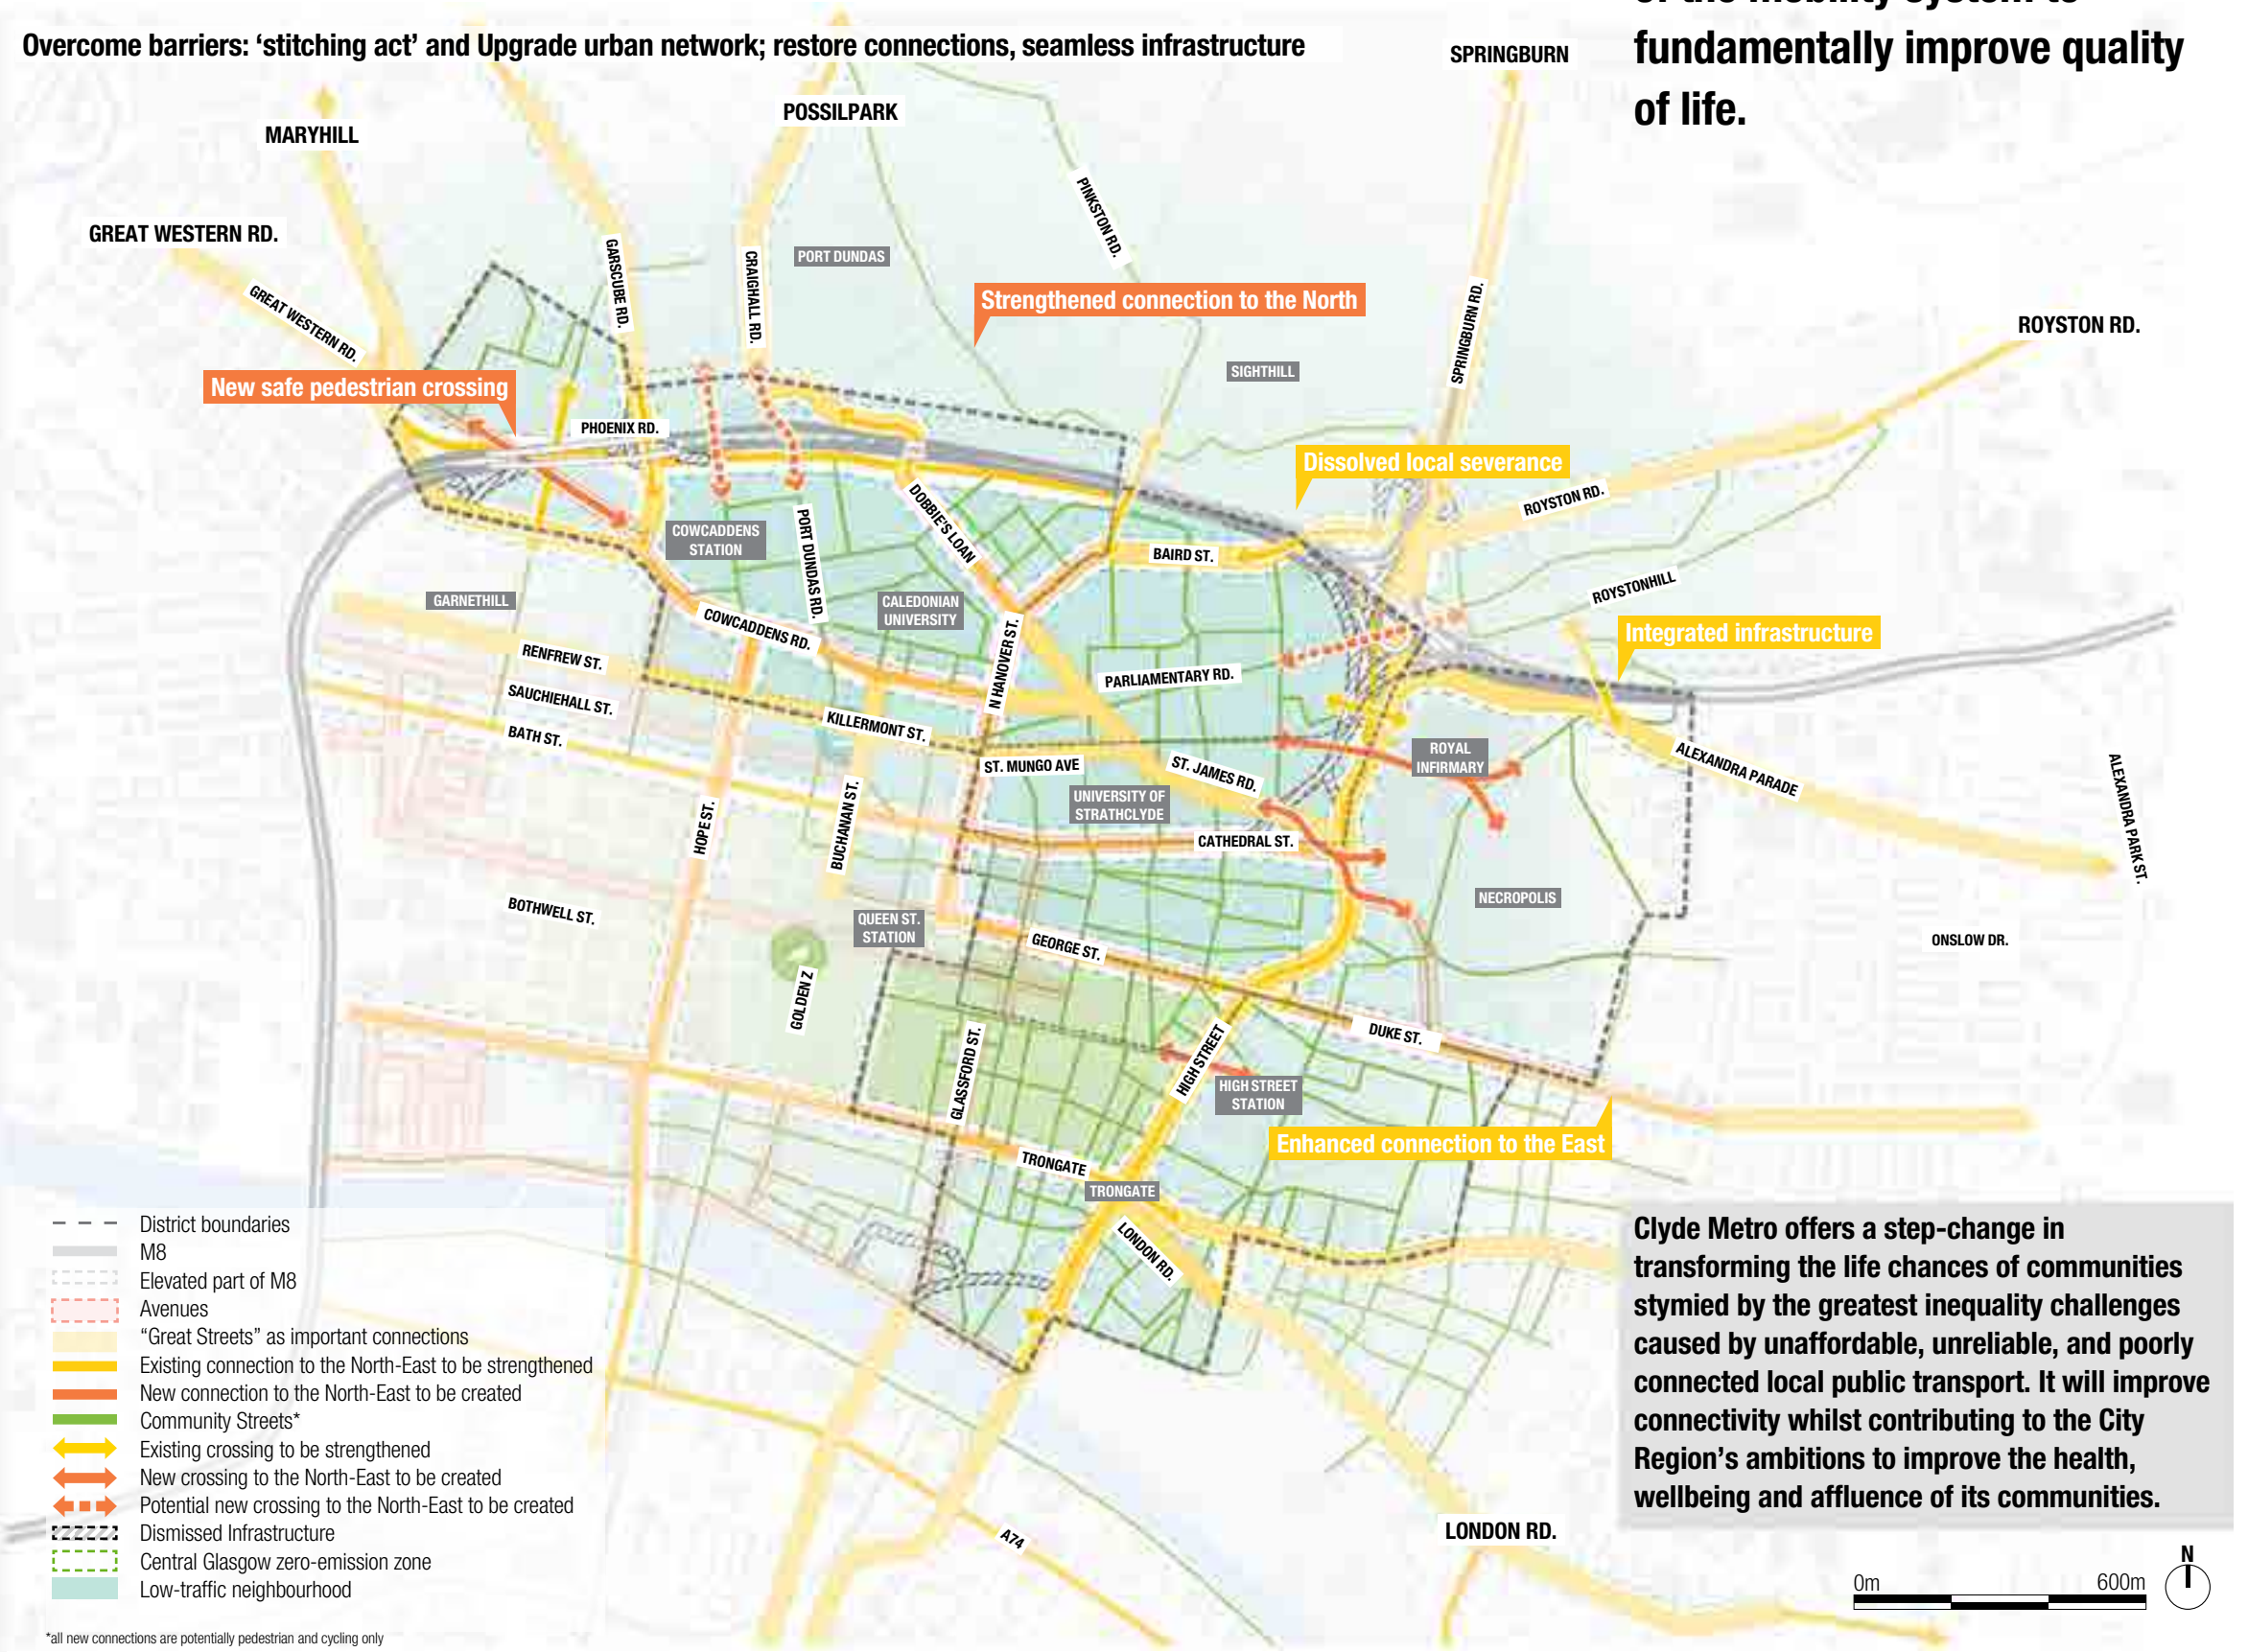 of the mobility system to
fundamentally improve quality
of life.
Overcome barriers: ‘stitching act’ and Upgrade urban network; restore connections, seamless infrastructure
SPRINGBURN
POSSILPARK
MARYHILL
GREAT WESTERN RD.
PINKSTON RD.
GARSCUBE RD.
CRAIGHALL RD.
PORT DUNDAS
GREAT WESTERN RD.
Strengthened connection to the North
SPRINGBURN RD.
ROYSTON RD.
SIGHTHILL
New safe pedestrian crossing
PHOENIX RD.
Dissolved local severance
ROYSTON RD.
COWCADDENS
STATION
PORT DUNDAS RD.
DOBBIE'S LOAN
BAIRD ST.
ROYSTONHILL
GARNETHILL
CALEDONIAN
UNIVERSITY
COWCADDENS RD.
Integrated infrastructure
RENFREW ST.
N HANOVER ST.
PARLIAMENTARY RD.
SAUCHIEHALL ST.
KILLERMONT ST.
BATH ST.
ST. MUNGO AVE
ST. JAMES RD.
ROYAL
INFIRMARY
ALEXANDRA PARADE
ALEXANDRA PARK ST.
UNIVERSITY OF
STRATHCLYDE
HOPE ST.
BUCHANAN ST.
CATHEDRAL ST.
NECROPOLIS
BOTHWELL ST.
QUEEN ST.
STATION
GEORGE ST.
ONSLOW DR.
GOLDEN Z
DUKE ST.
GLASSFORD ST.
HIGH STREET
HIGH STREET
STATION
Enhanced connection to the East
TRONGATE
TRONGATE
LONDON RD.
District boundaries
M8
Elevated part of M8
Avenues
“Great Streets” as important connections
Existing connection to the North-East to be strengthened
New connection to the North-East to be created
Community Streets*
Existing crossing to be strengthened
New crossing to the North-East to be created
Potential new crossing to the North-East to be created
Dismissed Infrastructure
Central Glasgow zero-emission zone
Low-traffic neighbourhood
*all new connections are potentially pedestrian and cycling only
A74
LONDON RD.
Clyde Metro offers a step-change in
transforming the life chances of communities
stymied by the greatest inequality challenges
caused by unaffordable, unreliable, and poorly
connected local public transport. It will improve
connectivity whilst contributing to the City
Region’s ambitions to improve the health,
wellbeing and affluence of its communities.
0m
600m
N